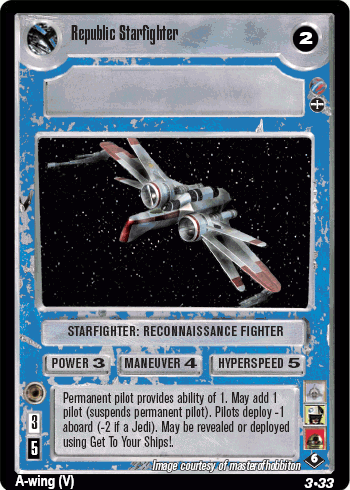 Republic Starfighter
2
STARFIGHTER: RECONNAISSANCE FIGHTER
POWER 3
MANEUVER 4
HYPERSPEED 5
Permanent pilot provides ability of 1. May add 1
pilot (suspends permanent pilot). Pilots deploy -1
aboard (-2 if a Jedi). May be revealed or deployed
using Get To Your Ships!.
3
5
6
Image courtesy of masterofhobbiton
A-wing (V)
3-33